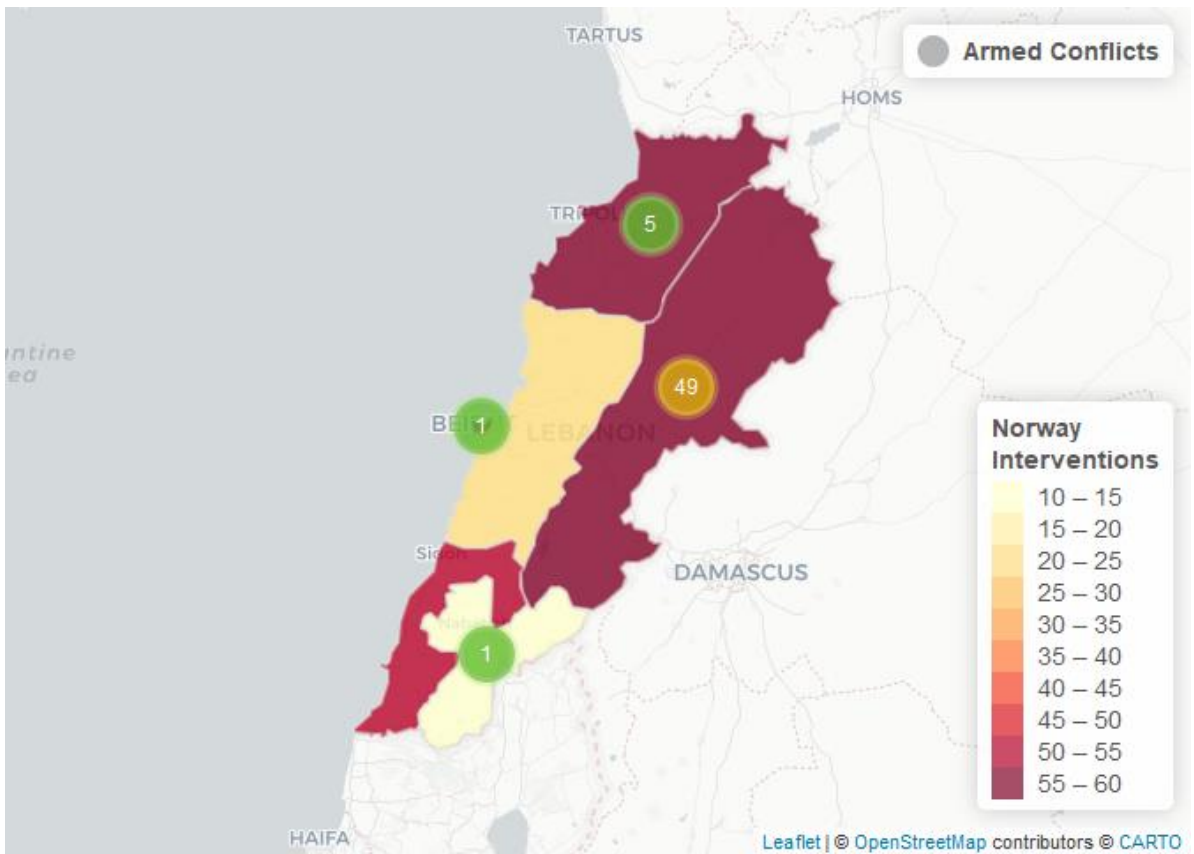 TARTUS
Armed Conflicts
HOMS
5
49
1
LEBANON
Norway
Interventions
10 – 15
15 – 20
20 – 25
25 – 30
30 – 35
35 – 40
40 – 45
45 – 50
50 – 55
55 – 60
DAMASCUS
1
HAIFA
Leaflet | © OpenStreetMap contributors © CARTO